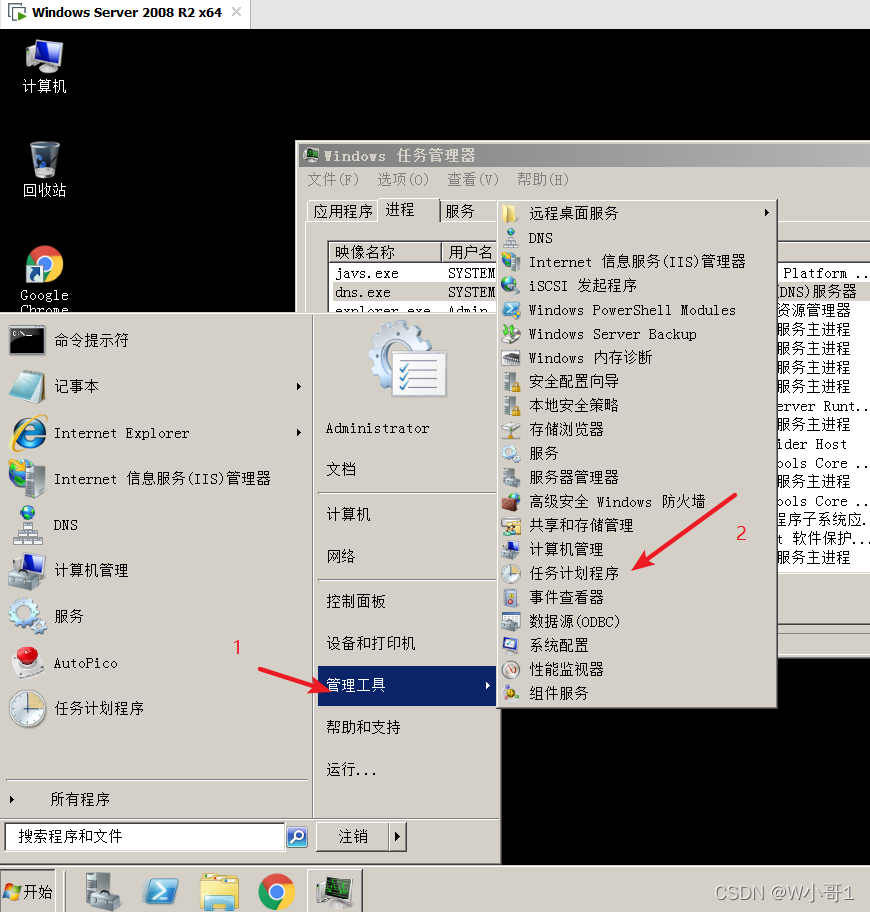 Windows Server 2008 R2 x64
计算机
回收站
Google
Chrome
Windows 任务管理器
文件(F) 选项(O) 查看(V) 帮助(H)
应用程序 进程 服务
映像名称 用户名
javs.exe SYSTEM
dns.exe SYSTEM
explorer.exe Admin
Platform ...
(DNS)服务器
资源管理器
服务主进程
服务主进程
服务主进程
服务主进程
erver Runt...
服务主进程
ider Host
ools Core ...
服务主进程
ools Core ...
程序子系统应...
t 软件保护...
服务主进程
远程桌面服务
DNS
Internet 信息服务(IIS)管理器
iSCSI 发起程序
Windows PowerShell Modules
Windows Server Backup
Windows 内存诊断
安全配置向导
本地安全策略
存储浏览器
服务
服务器管理器
高级安全 Windows 防火墙
共享和存储管理
计算机管理
任务计划程序
事件查看器
数据源(ODBC)
系统配置
性能监视器
组件服务
2
命令提示符
记事本
Internet Explorer
Internet 信息服务(IIS)管理器
DNS
计算机管理
服务
AutoPico
任务计划程序
所有程序
搜索程序和文件
Administrator
文档
计算机
网络
控制面板
设备和打印机
1
管理工具
帮助和支持
运行...
注销
开始
CSDN @W小哥1